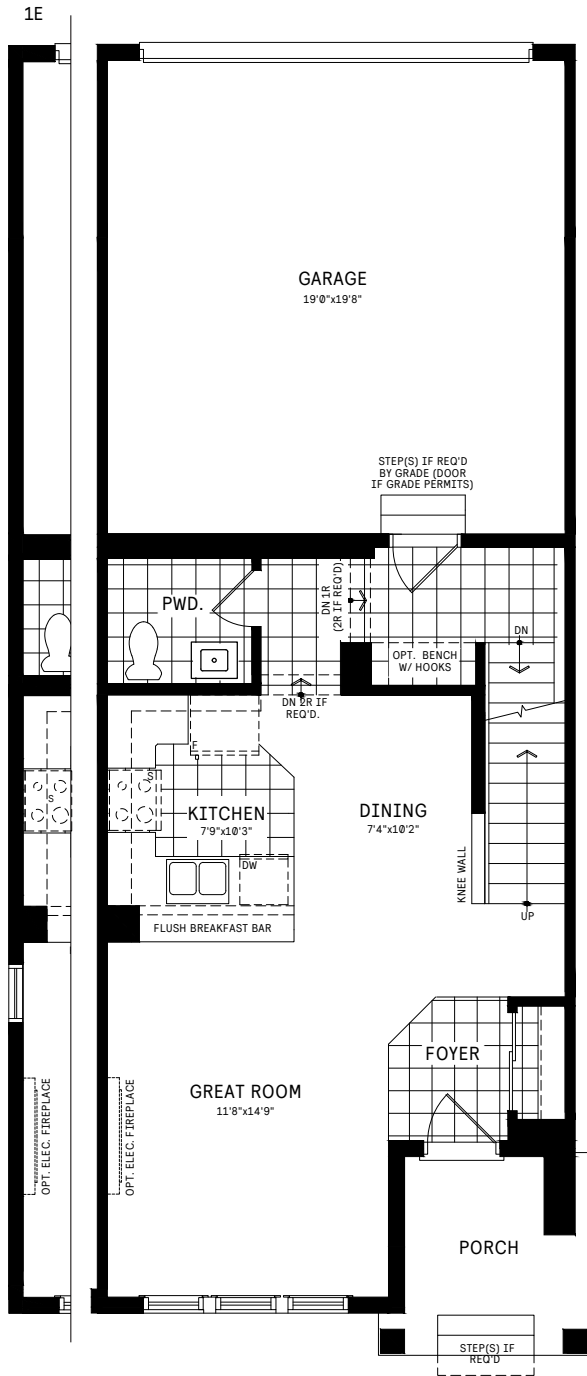 1E
GARAGE
19'0"x19'8"
STEP(S) IF REQ'D
BY GRADE (DOOR
IF GRADE PERMITS)
PWD.
DN 1R
(2R IF REQ'D)
OPT. BENCH
W/ HOOKS
DN
DN 2R IF
REQ'D.
F
S
S
KITCHEN
7'9"x10'3"
DINING
7'4"x10'2"
DW
KNEE WALL
UP
FLUSH BREAKFAST BAR
FOYER
GREAT ROOM
11'8"x14'9"
OPT. ELEC. FIREPLACE
OPT. ELEC. FIREPLACE
PORCH
STEP(S) IF
REQ'D